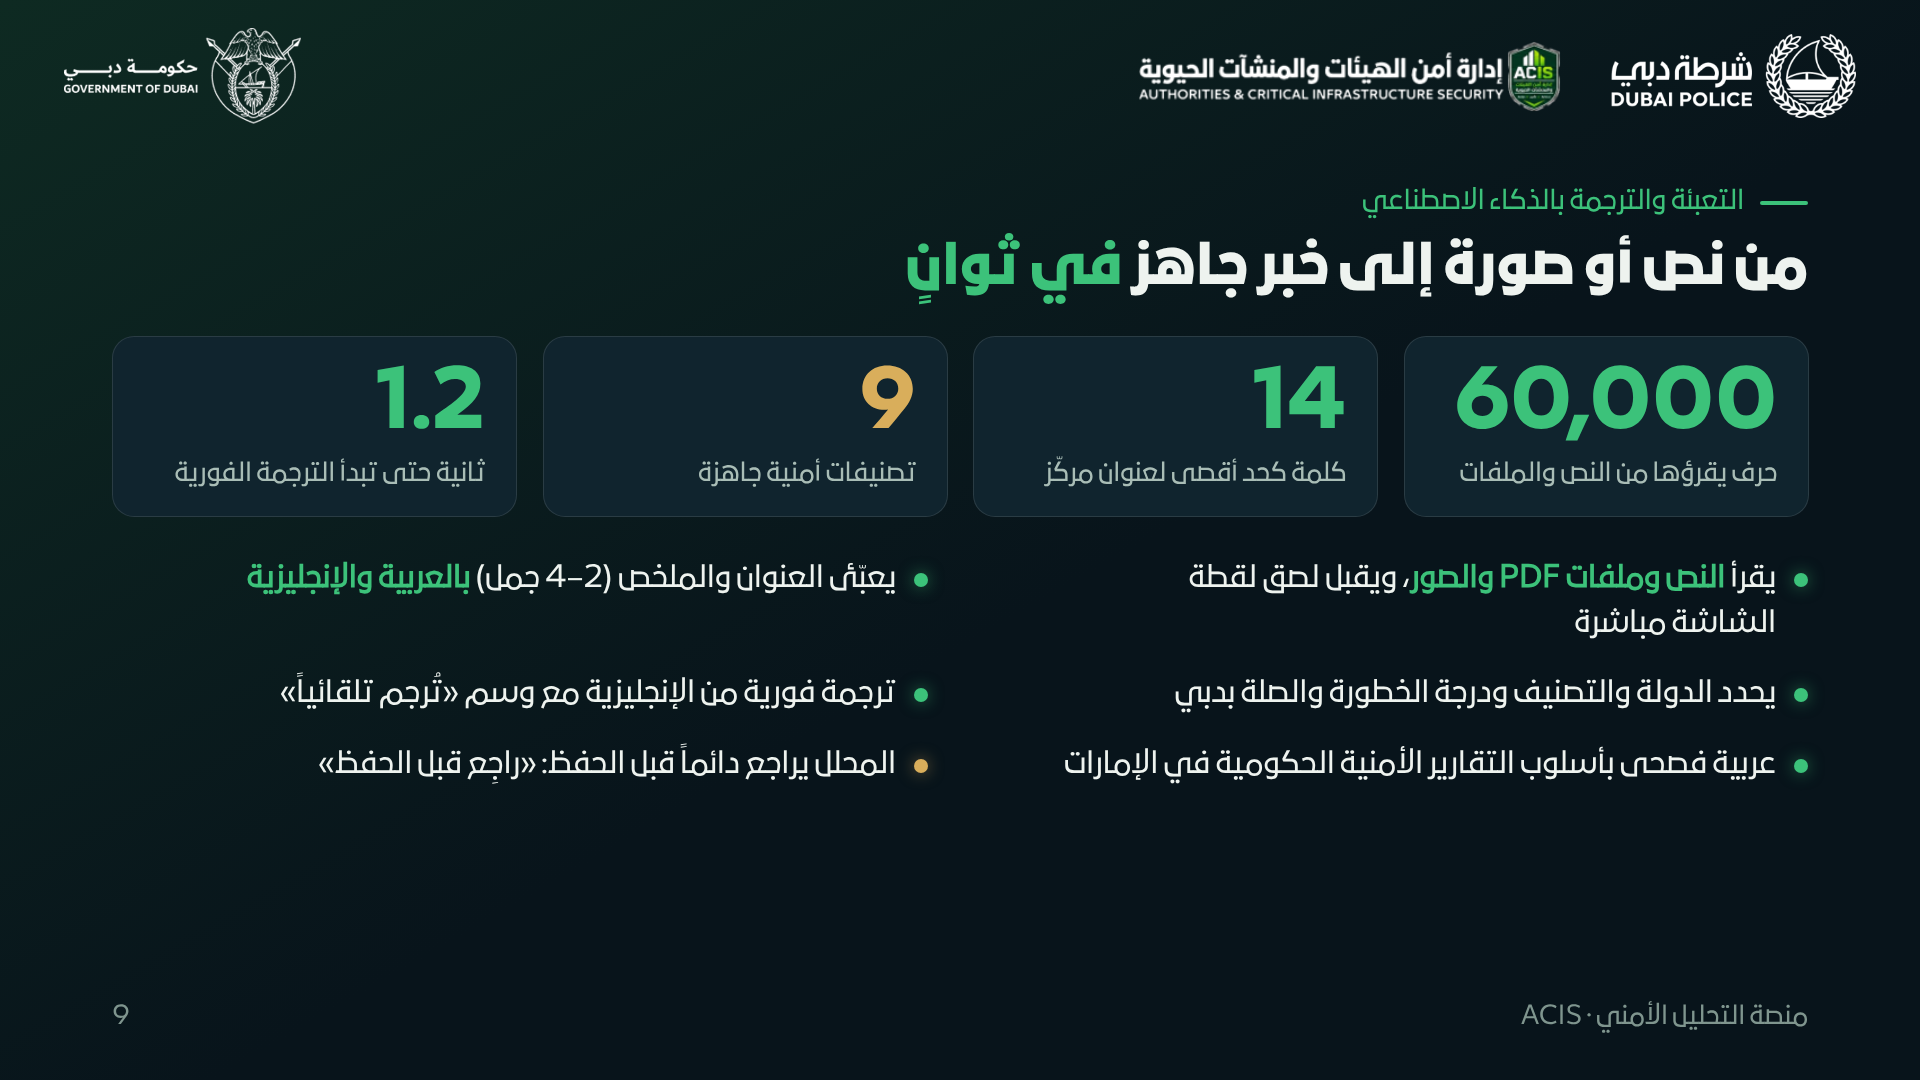 شرطة دبي
DUBAI POLICE
ACIS
إدارة أمن الهيئات والمنشآت الحيوية
AUTHORITIES & CRITICAL INFRASTRUCTURE SECURITY
حكومة دبي
GOVERNMENT OF DUBAI
التعبئة والترجمة بالذكاء الاصطناعي
من نص أو صورة إلى خبر جاهز في ثوانٍ
60,000
حرف يقرؤها من النص والملفات
14
كلمة كحد أقصى لعنوان مركّز
9
تصنيفات أمنية جاهزة
1.2
ثانية حتى تبدأ الترجمة الفورية
يقرأ النص وملفات PDF والصور، ويقبل لصق لقطة
الشاشة مباشرة
يعبّئ العنوان والملخص (2–4 جمل) بالعربية والإنجليزية
يحدد الدولة والتصنيف ودرجة الخطورة والصلة بدبي
ترجمة فورية من الإنجليزية مع وسم «تُرجم تلقائياً»
عربية فصحى بأسلوب التقارير الأمنية الحكومية في الإمارات
المحلل يراجع دائماً قبل الحفظ: «راجِع قبل الحفظ»
منصة التحليل الأمني · ACIS
9